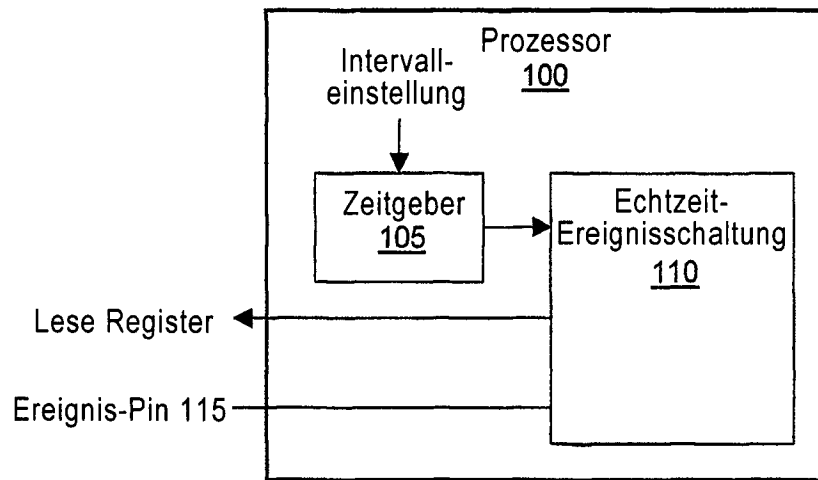 Prozessor
100
Intervall-
einstellung
Zeitgeber
105
Echtzeit-
Ereignisschaltung
110
Lese Register
Ereignis-Pin 115